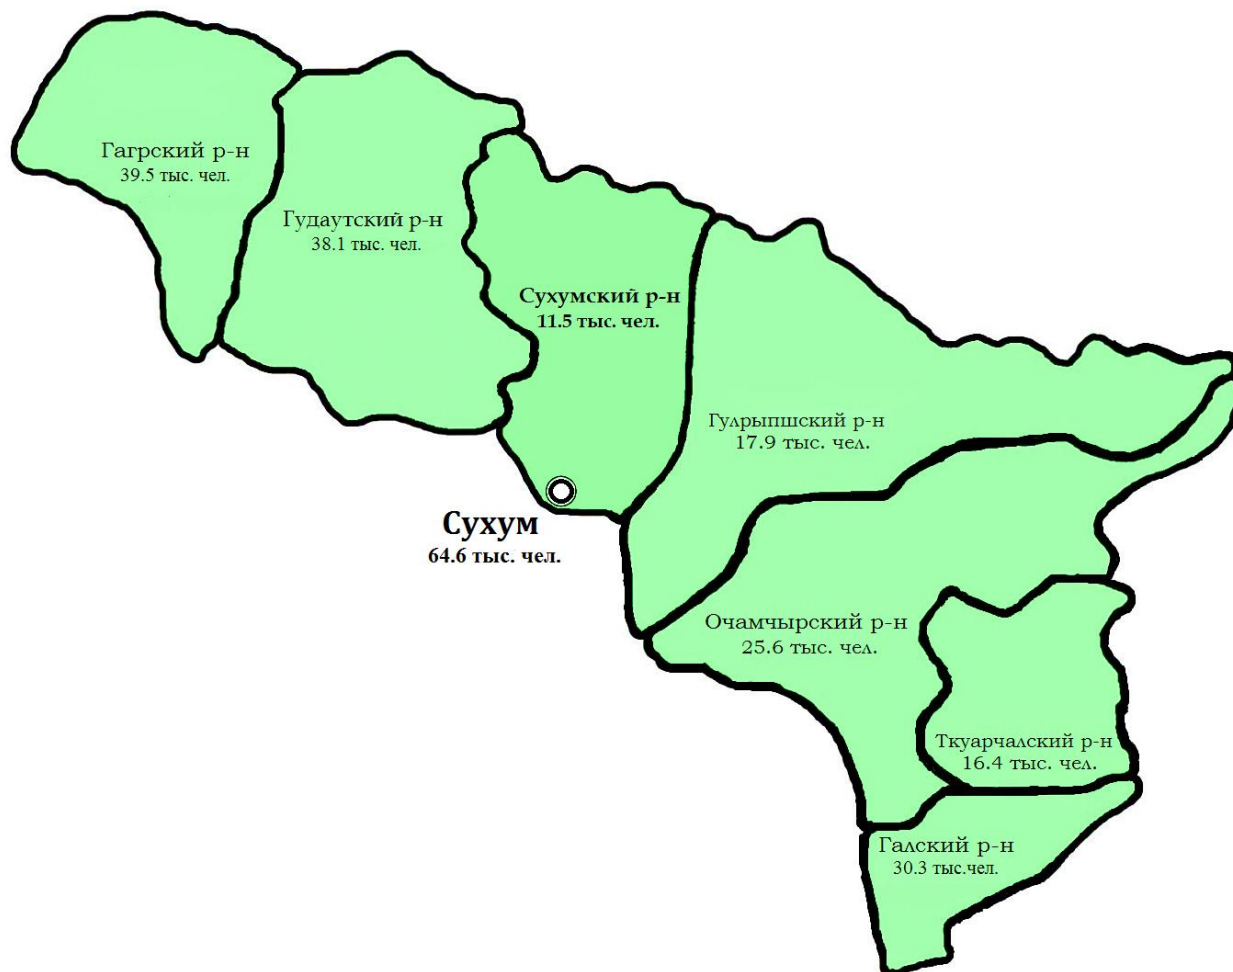 Гагрский р-н
39.5 тыс. чел.
Гудаутский р-н
38.1 тыс. чел.
Сухумский р-н
11.5 тыс. чел.
Гулрыпшский р-н
17.9 тыс. чел.
Сухум
64.6 тыс. чел.
Очамчырский р-н
25.6 тыс. чел.
Ткуарчалский р-н
16.4 тыс. чел.
Галский р-н
30.3 тыс.чел.